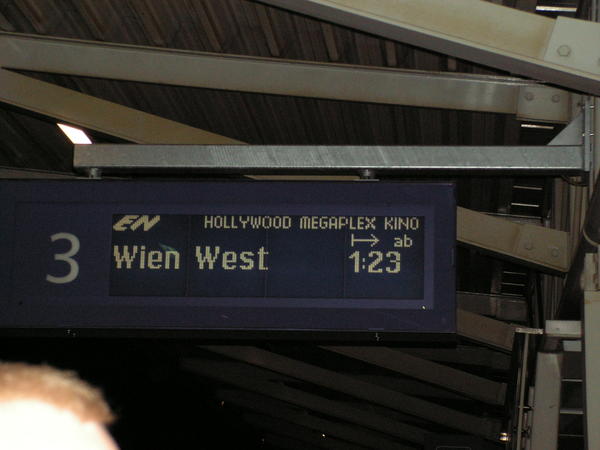 3
EN HOLLYWOOD MEGAPLEX KINO
ab
Wien West 1:23